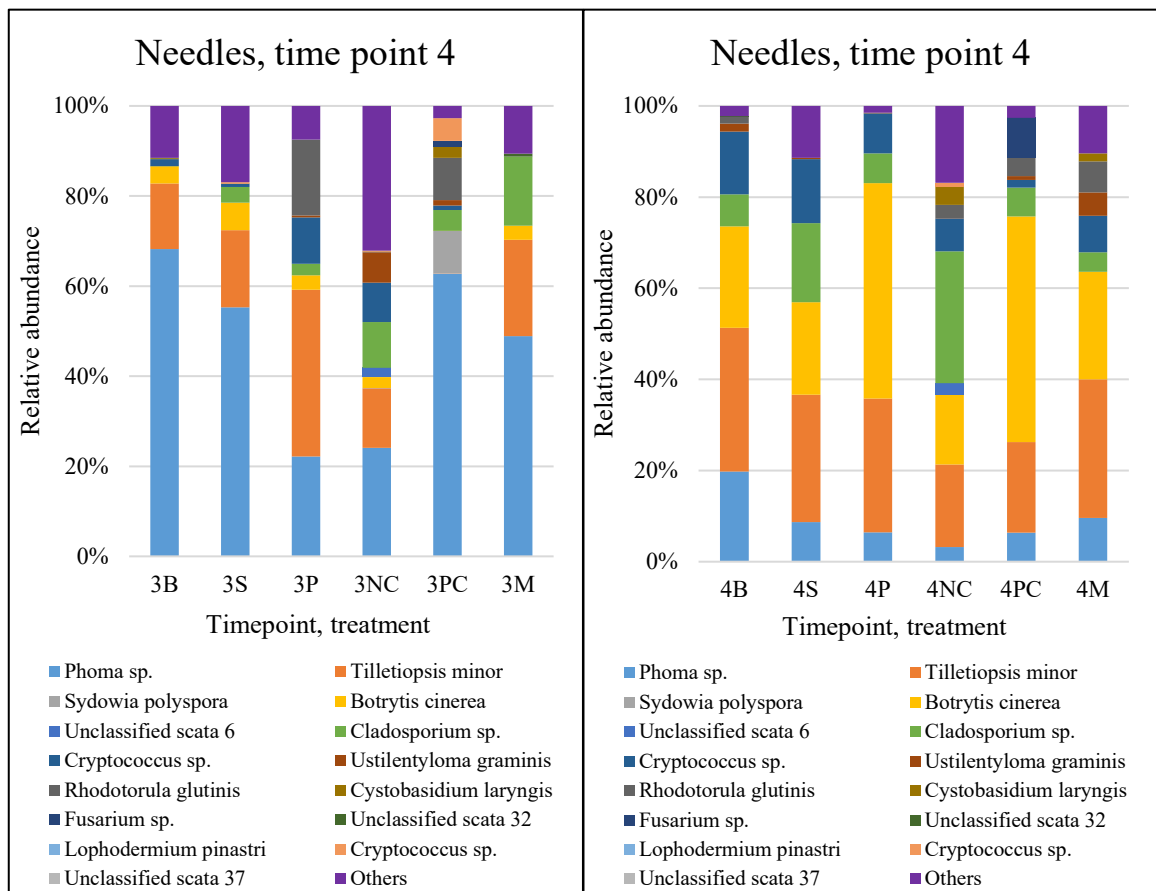 Needles, time point 4
100%
80%
60%
40%
20%
0%
Relative abundance
3B 3S 3P 3NC 3PC 3M
Timepoint, treatment
Phoma sp. Tilletiopsis minor
Sydowia polyspora Botrytis cinerea
Unclassified scata 6 Cladosporium sp.
Cryptococcus sp. Ustilentyloma graminis
Rhodotorula glutinis Cystobasidium laryngis
Fusarium sp. Unclassified scata 32
Lophodermium pinastri Cryptococcus sp.
Unclassified scata 37 Others
Needles, time point 4
100%
80%
60%
40%
20%
0%
Relative abundance
4B 4S 4P 4NC 4PC 4M
Timepoint, treatment
Phoma sp. Tilletiopsis minor
Sydowia polyspora Botrytis cinerea
Unclassified scata 6 Cladosporium sp.
Cryptococcus sp. Ustilentyloma graminis
Rhodotorula glutinis Cystobasidium laryngis
Fusarium sp. Unclassified scata 32
Lophodermium pinastri Cryptococcus sp.
Unclassified scata 37 Others